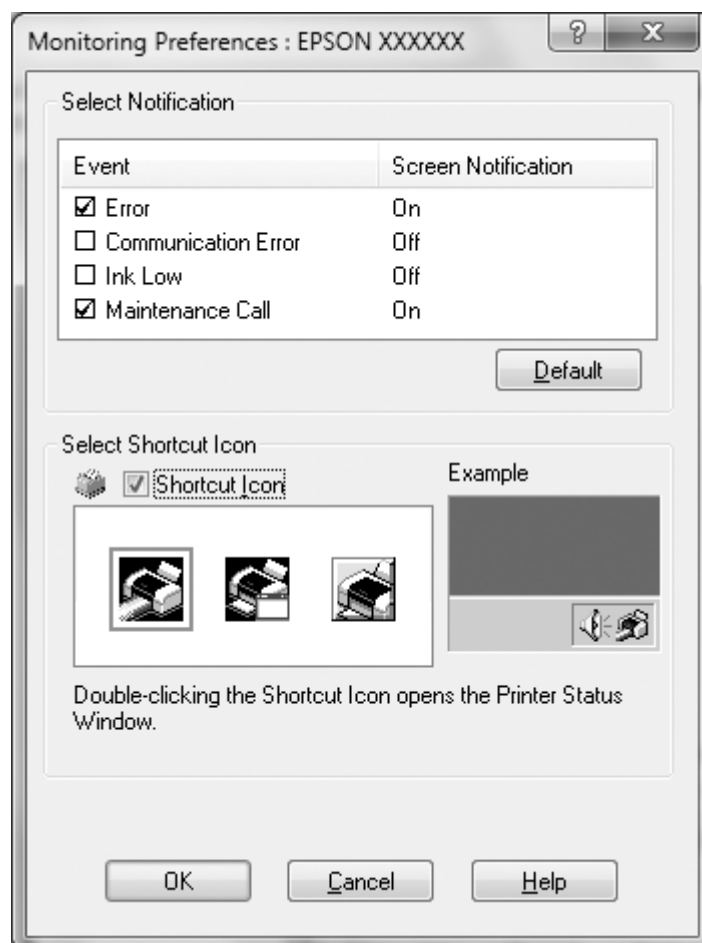 Monitoring Preferences : EPSON XXXXXX
Select Notification
Event Screen Notification
Error On
Communication Error Off
Ink Low Off
Maintenance Call On
Default
Select Shortcut Icon
Shortcut Icon
Example
Double-clicking the Shortcut Icon opens the Printer Status
Window.
OK Cancel Help